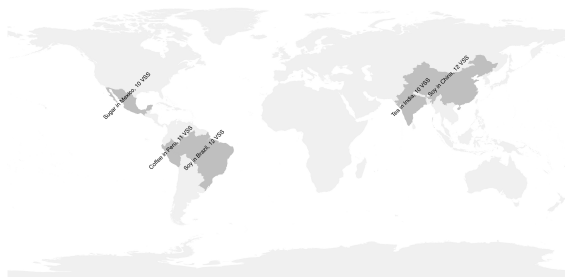 Sugar in Mexico, 10 VSS
Coffee in Peru, 11 VSS
Soy in Brazil, 12 VSS
Tea in India, 10 VSS
Soy in China, 12 VSS